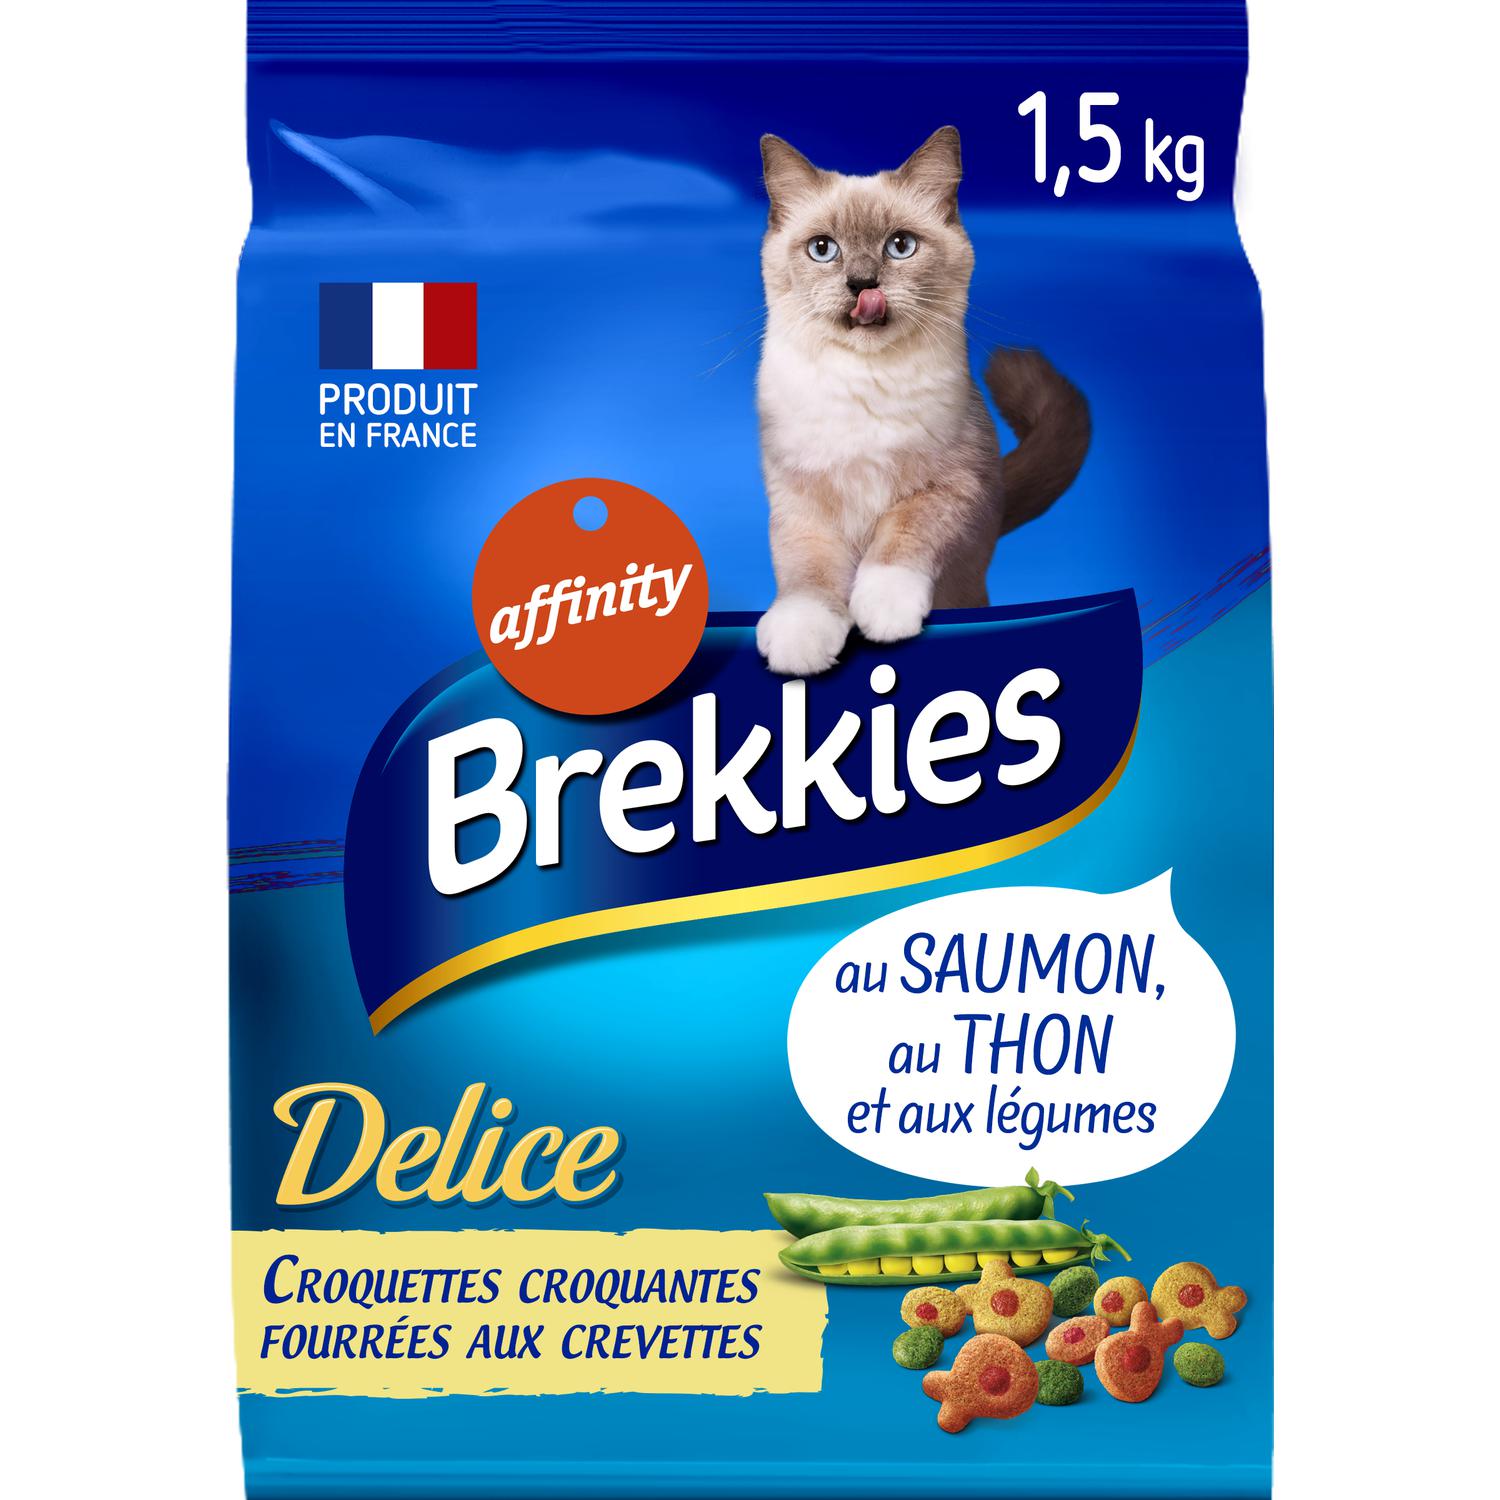 1,5 kg
PRODUIT
EN FRANCE
affinity
Brekkies
au SAUMON,
au THON
et aux légumes
Delice
CROQUETTES CROQUANTES
FOURRÉES AUX CREVETTES